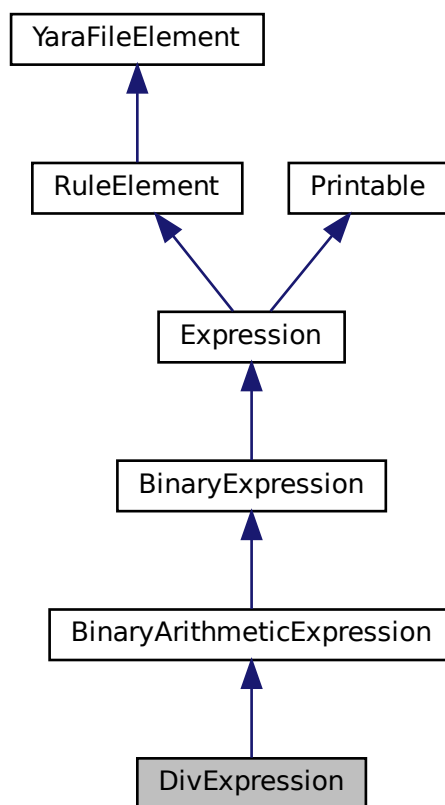 YaraFileElement
RuleElement
Printable
Expression
BinaryExpression
BinaryArithmeticExpression
DivExpression